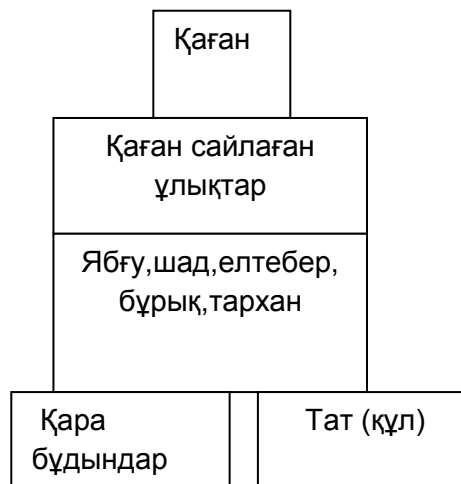 Қаған
Қаған сайлаған
ұлықтар
Ябғу,шад,елтебер,
бұрық,тархан
Қара
бұдындар
Тат (құл)